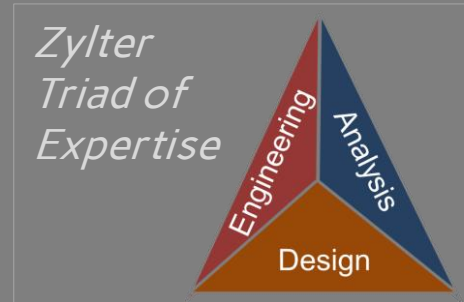 Zylter
Triad of
Expertise
Engineering
Analysis
Design